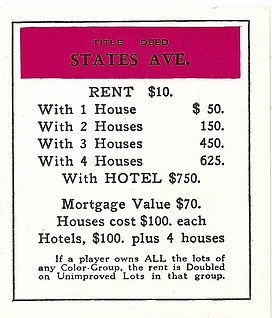 TITLE DEED
STATES AVE.
RENT $10.
With 1 House $ 50.
With 2 Houses 150.
With 3 Houses 450.
With 4 Houses 625.
With HOTEL $750.
Mortgage Value $70.
Houses cost $100. each
Hotels, $100. plus 4 houses
If a player owns ALL the lots of
any Color-Group, the rent is Doubled
on Unimproved Lots in that group.